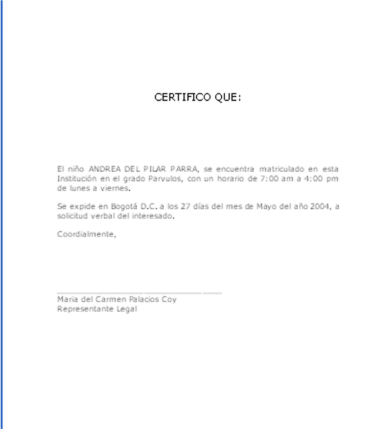 CERTIFICO QUE:
El niño ANDREA DEL PILAR PARRA, se encuentra matriculado en esta
Institución en el grado Parvulos, con un horario de 7:00 am a 4:00 pm
de lunes a viernes.
Se expide en Bogotá D.C. a los 27 días del mes de Mayo del año 2004, a
solicitud verbal del interesado.
Coordialmente,
Maria del Carmen Palacios Coy
Representante Legal